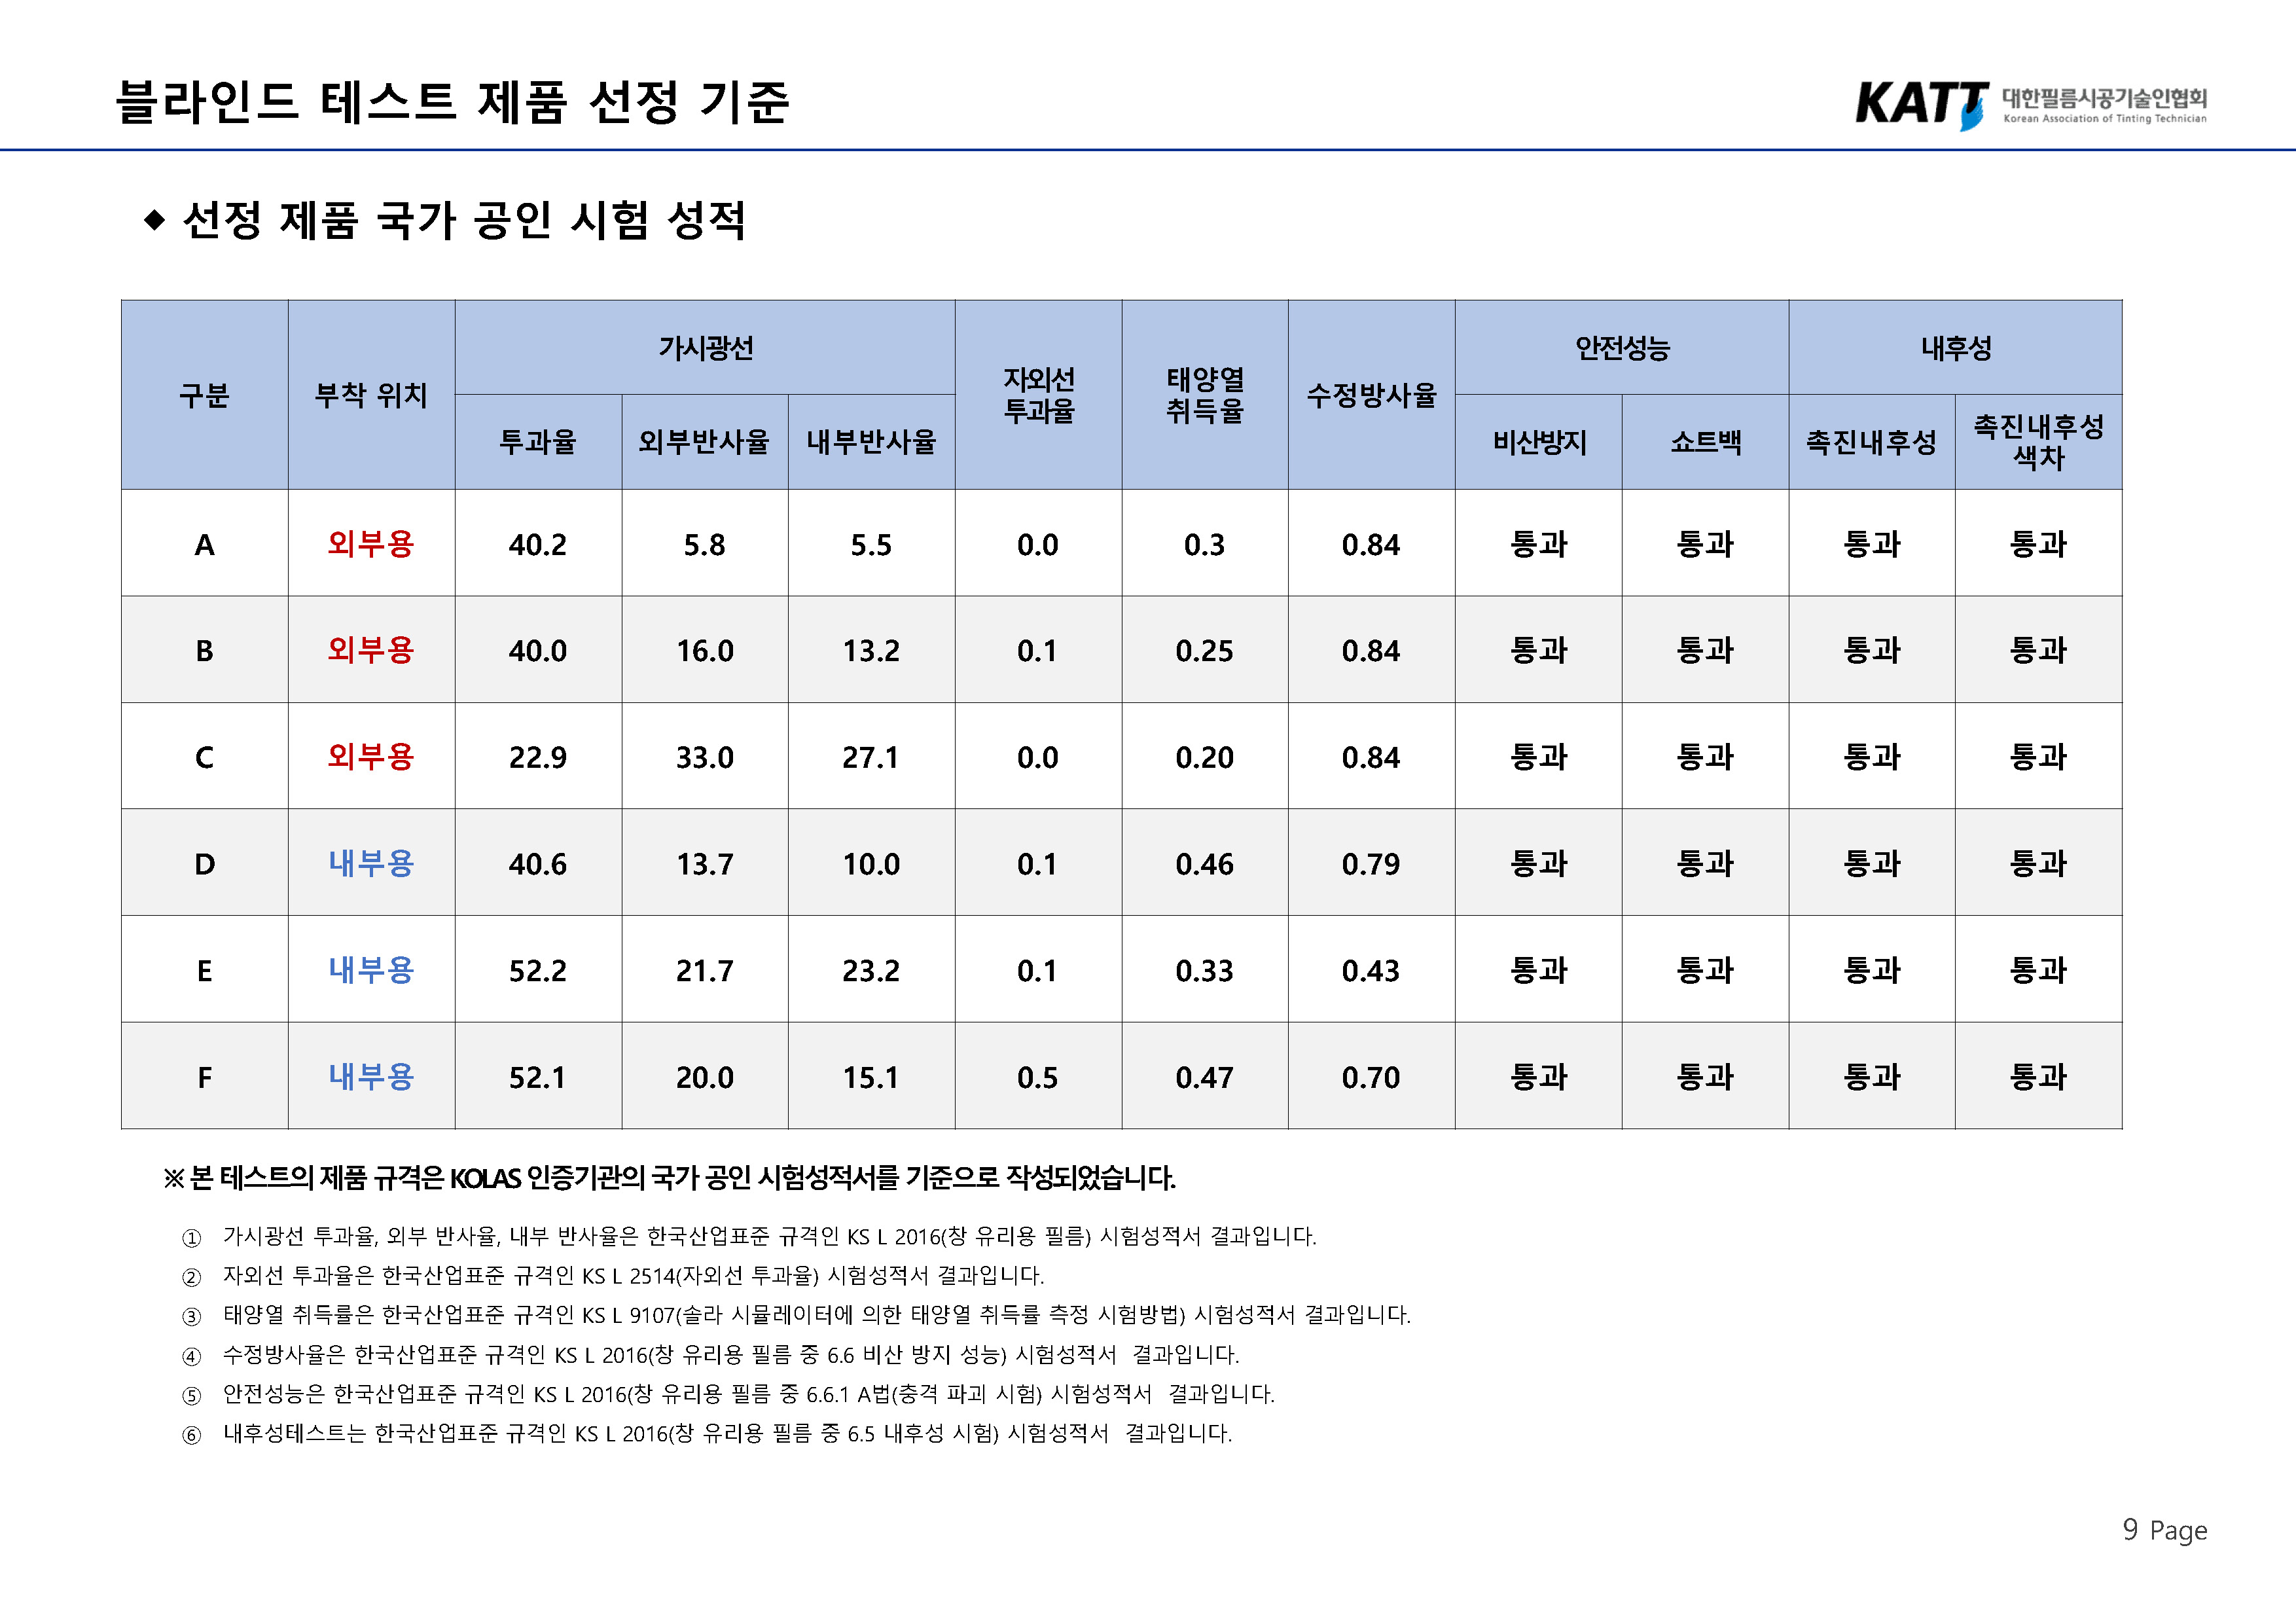 블라인드 테스트 제품 선정 기준
KATT 대한필름시공기술인협회
Korean Association of Tinting Technician
◆ 선정 제품 국가 공인 시험 성적
구분 부착 위치 가시광선 자외선 투과율 태양열 취득율 수정방사율 안전성능 내후성
투과율 외부반사율 내부반사율 비산방지 쇼트백 촉진내후성 촉진내후성 색차
A 외부용 40.2 5.8 5.5 0.0 0.3 0.84 통과 통과 통과 통과
B 외부용 40.0 16.0 13.2 0.1 0.25 0.84 통과 통과 통과 통과
C 외부용 22.9 33.0 27.1 0.0 0.20 0.84 통과 통과 통과 통과
D 내부용 40.6 13.7 10.0 0.1 0.46 0.79 통과 통과 통과 통과
E 내부용 52.2 21.7 23.2 0.1 0.33 0.43 통과 통과 통과 통과
F 내부용 52.1 20.0 15.1 0.5 0.47 0.70 통과 통과 통과 통과
※ 본 테스트의 제품 규격은 KOLAS 인증기관의 국가 공인 시험성적서를 기준으로 작성되었습니다.
① 가시광선 투과율, 외부 반사율, 내부 반사율은 한국산업표준 규격인 KS L 2016(창 유리용 필름) 시험성적서 결과입니다.
② 자외선 투과율은 한국산업표준 규격인 KS L 2514(자외선 투과율) 시험성적서 결과입니다.
③ 태양열 취득률은 한국산업표준 규격인 KS L 9107(솔라 시뮬레이터에 의한 태양열 취득률 측정 시험방법) 시험성적서 결과입니다.
④ 수정방사율은 한국산업표준 규격인 KS L 2016(창 유리용 필름 중 6.6 비산 방지 성능) 시험성적서 결과입니다.
⑤ 안전성능은 한국산업표준 규격인 KS L 2016(창 유리용 필름 중 6.6.1 A법(충격 파괴 시험) 시험성적서 결과입니다.
⑥ 내후성테스트는 한국산업표준 규격인 KS L 2016(창 유리용 필름 중 6.5 내후성 시험) 시험성적서 결과입니다.
9 Page